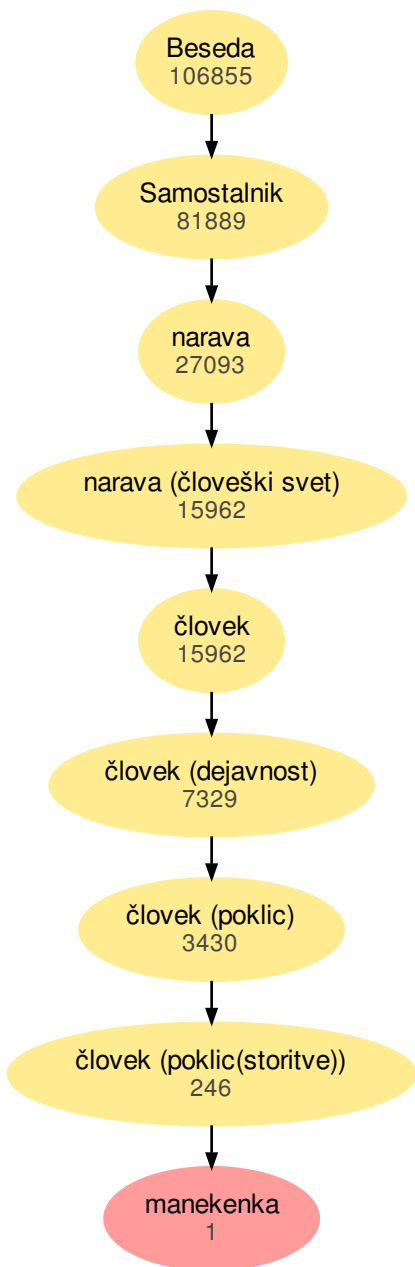 Beseda
106855
Samostalnik
81889
narava
27093
narava (človeški svet)
15962
človek
15962
človek (dejavnost)
7329
človek (poklic)
3430
človek (poklic(storitve))
246
manekenka
1